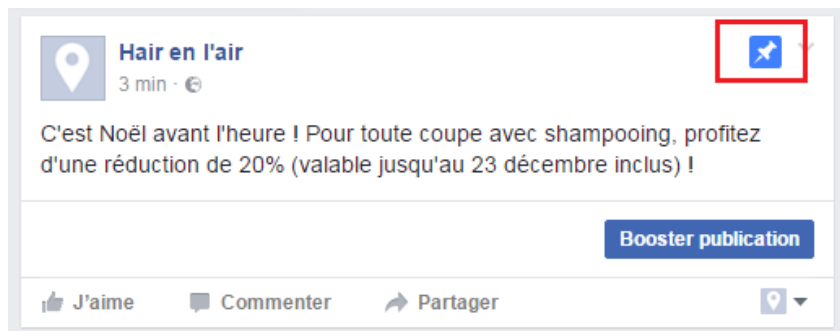 Hair en l'air
3 min ·
C'est Noël avant l'heure ! Pour toute coupe avec shampooing, profitez
d'une réduction de 20% (valable jusqu'au 23 décembre inclus) !
Booster publication
J'aime Commenter Partager